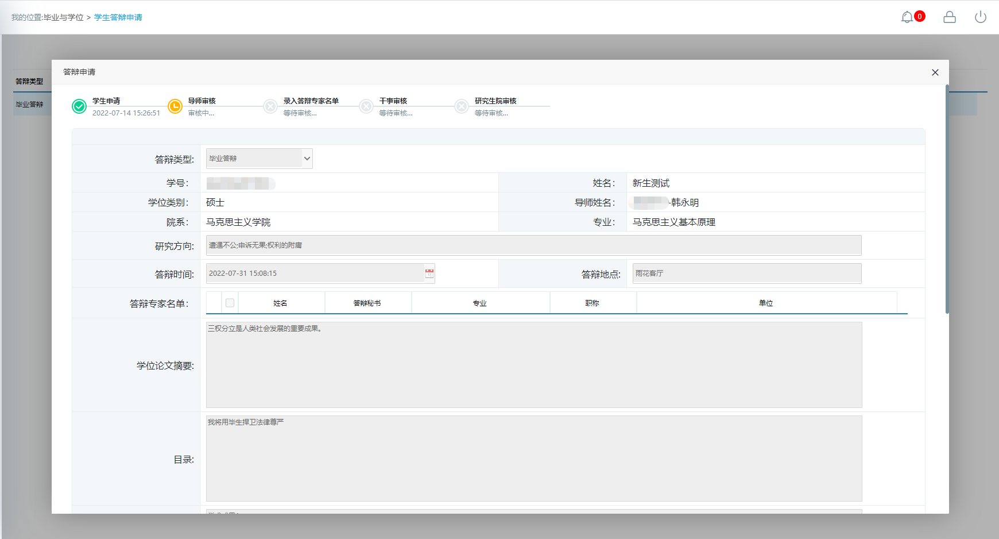 我的位置:毕业与学位 > 学生答辩申请
0
答辩类型
毕业答辩
答辩申请
学生申请
2022-07-14 15:26:51
导师审核
审核中...
录入答辩专家名单
等待审核...
干事审核
等待审核...
研究生院审核
等待审核...
答辩类型: 毕业答辩
学号: 姓名: 新生测试
学位类别: 硕士 导师姓名: -韩永明
院系: 马克思主义学院 专业: 马克思主义基本原理
研究方向: 遭遇不公;申诉无果;权利的附庸
答辩时间: 2022-07-31 15:08:15 答辩地点: 雨花客厅
答辩专家名单: 姓名 答辩秘书 专业 职称 单位
学位论文摘要: 三权分立是人类社会发展的重要成果。
目录: 我将用毕生捍卫法律尊严